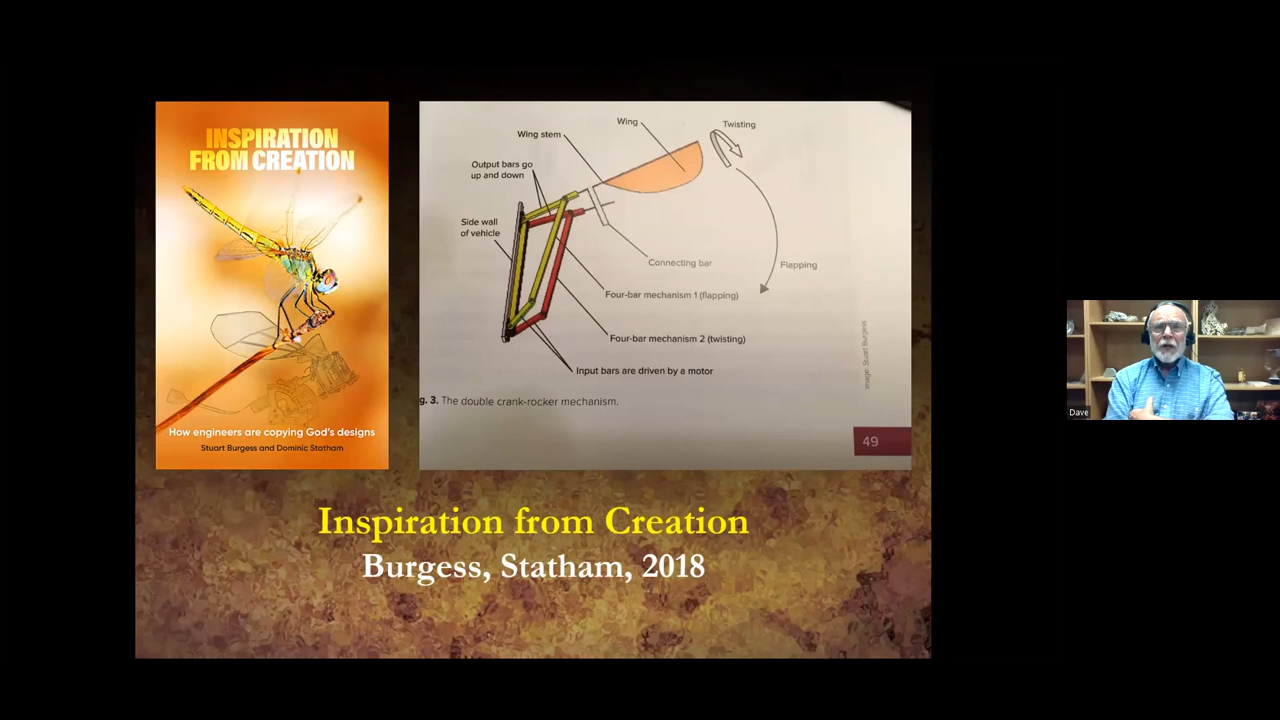 INSPIRATION
FROM CREATION
How engineers are copying God's designs
Stuart Burgess and Dominic Statham
Wing
Twisting
Wing stem
Output bars go
up and down
Side wall
of vehicle
Connecting bar
Flapping
Four-bar mechanism 1 (flapping)
Four-bar mechanism 2 (twisting)
Input bars are driven by a motor
Image: Stuart Burgess
g. 3. The double crank-rocker mechanism.
49
Inspiration from Creation
Burgess, Statham, 2018
Dave